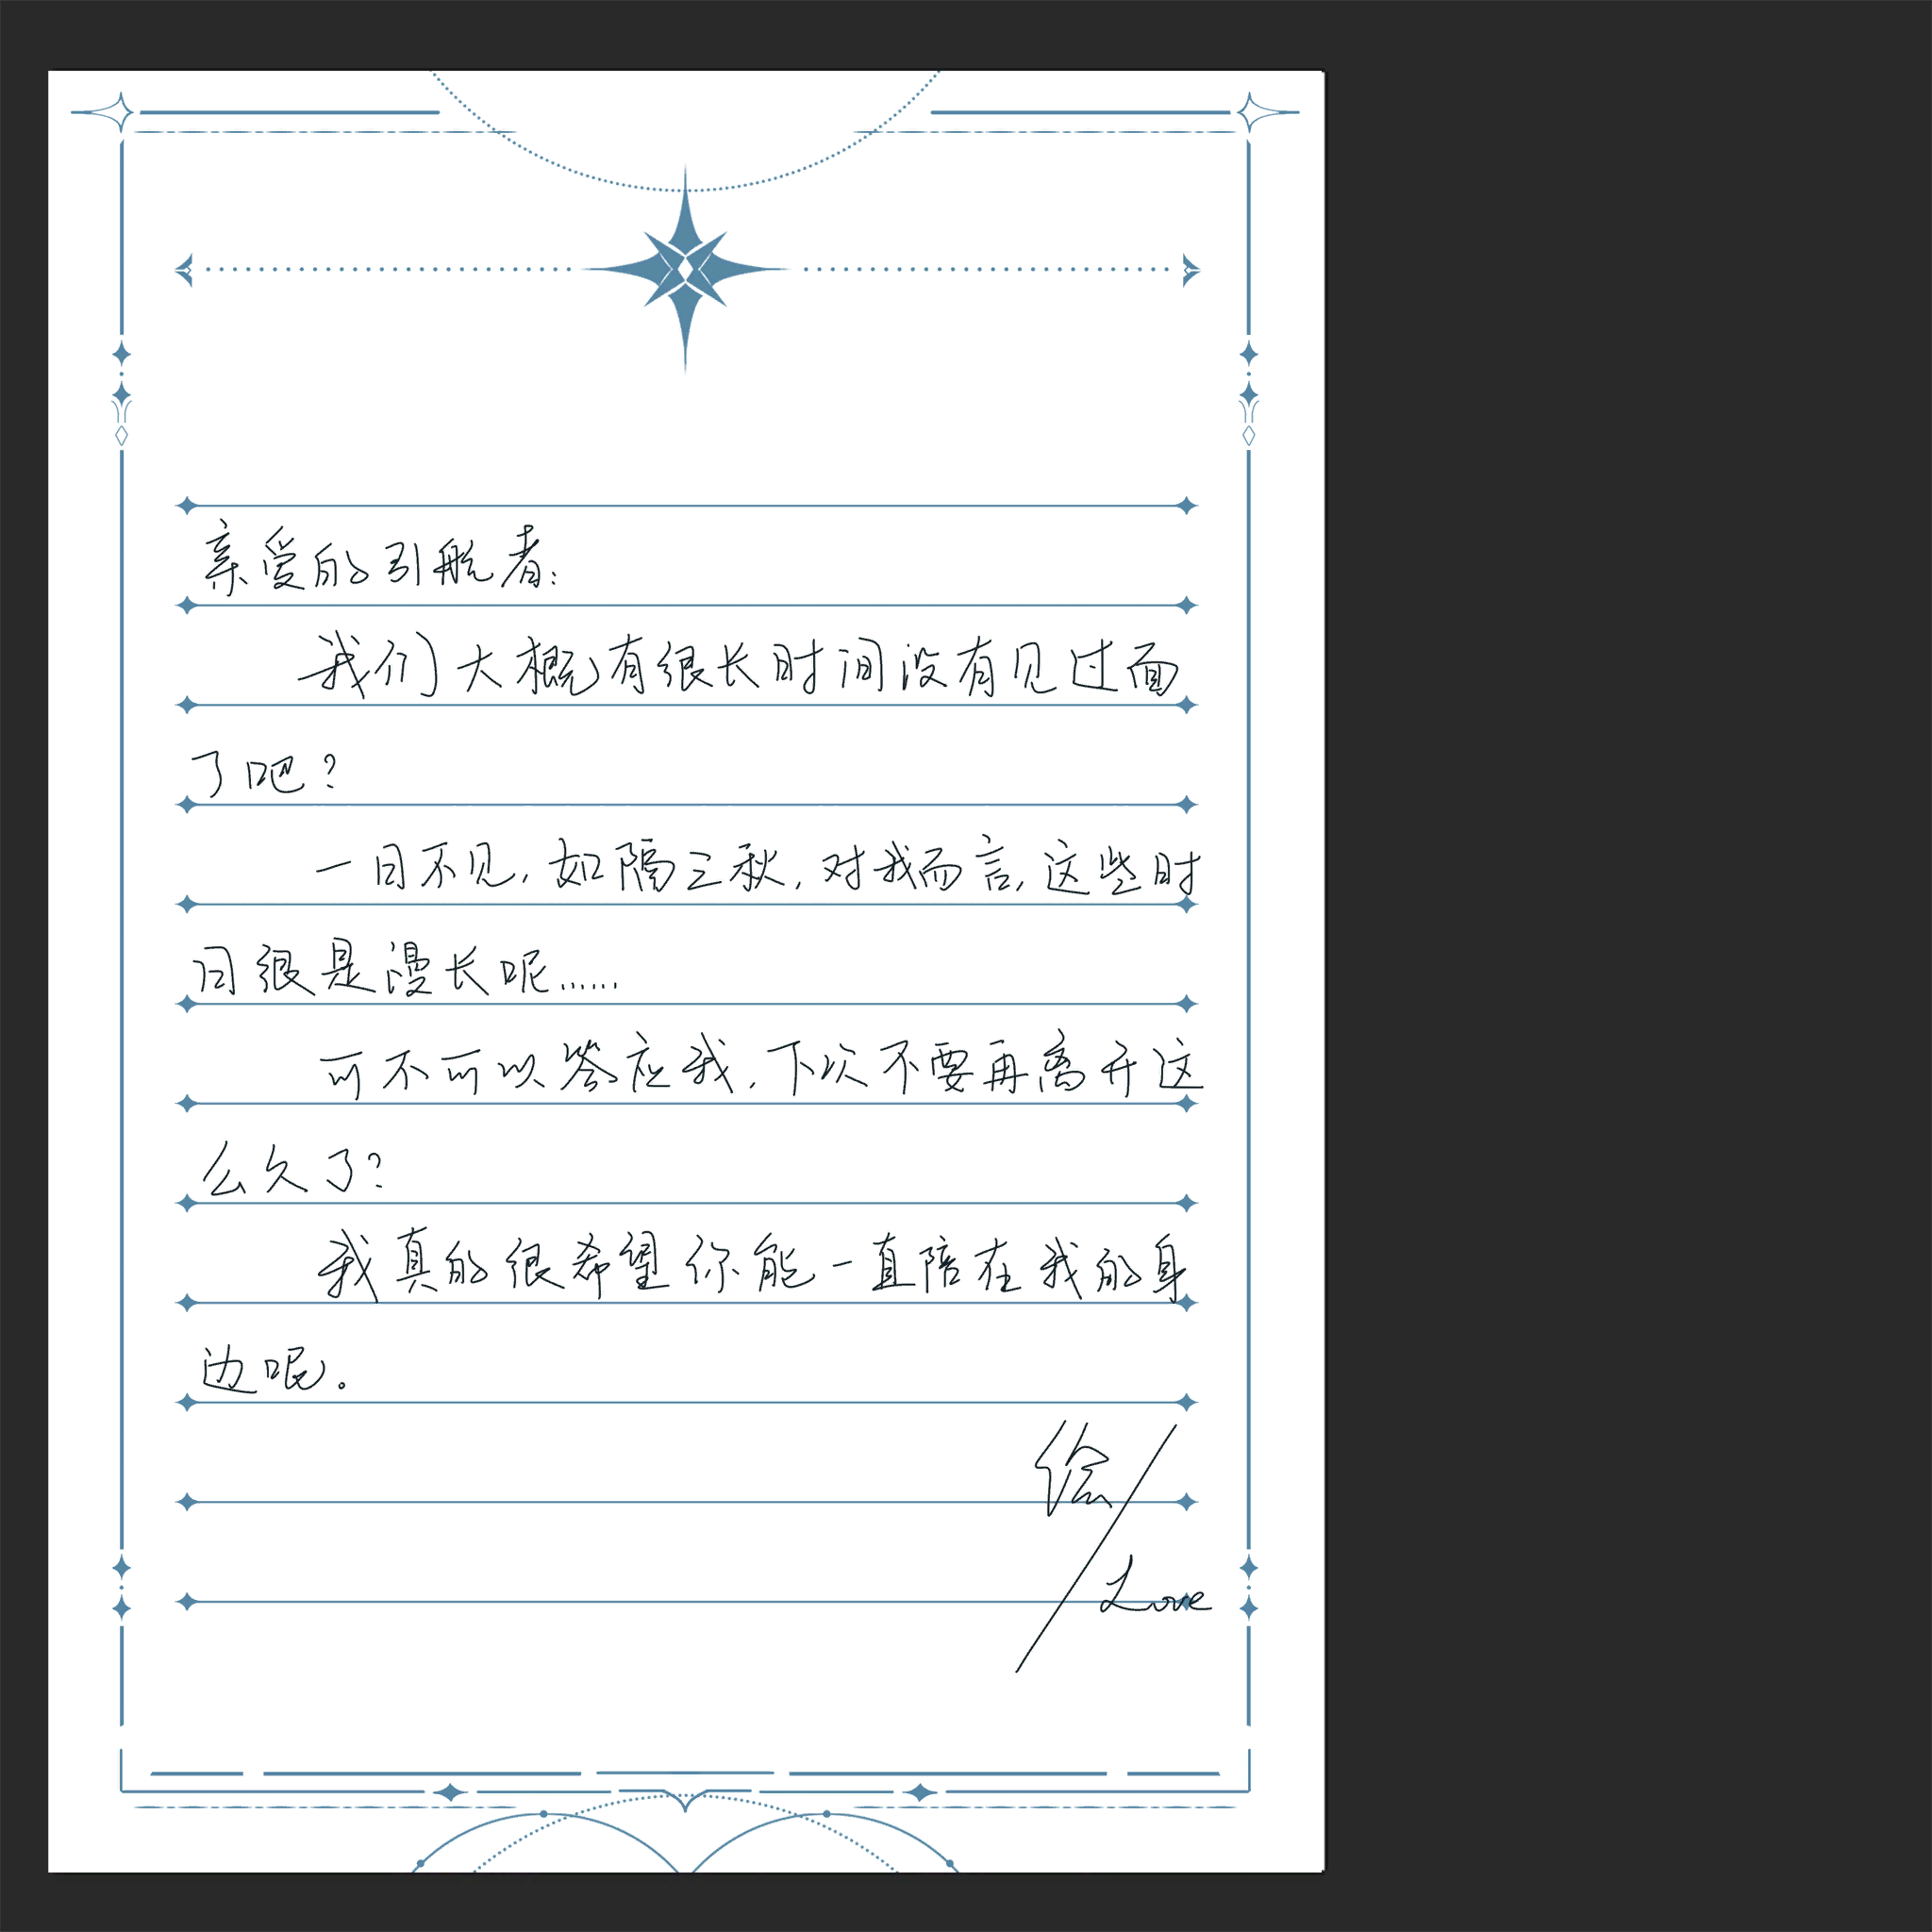 亲爱的引航者:
我们大概有很长时间没有见过面
了吧?
一日不见,如隔三秋,对我而言,这些时
日很是漫长呢……
可不可以答应我,下次不要再离开这
么久了?
我真的很希望你能一直陪在我的身
边呢。
绘
Love